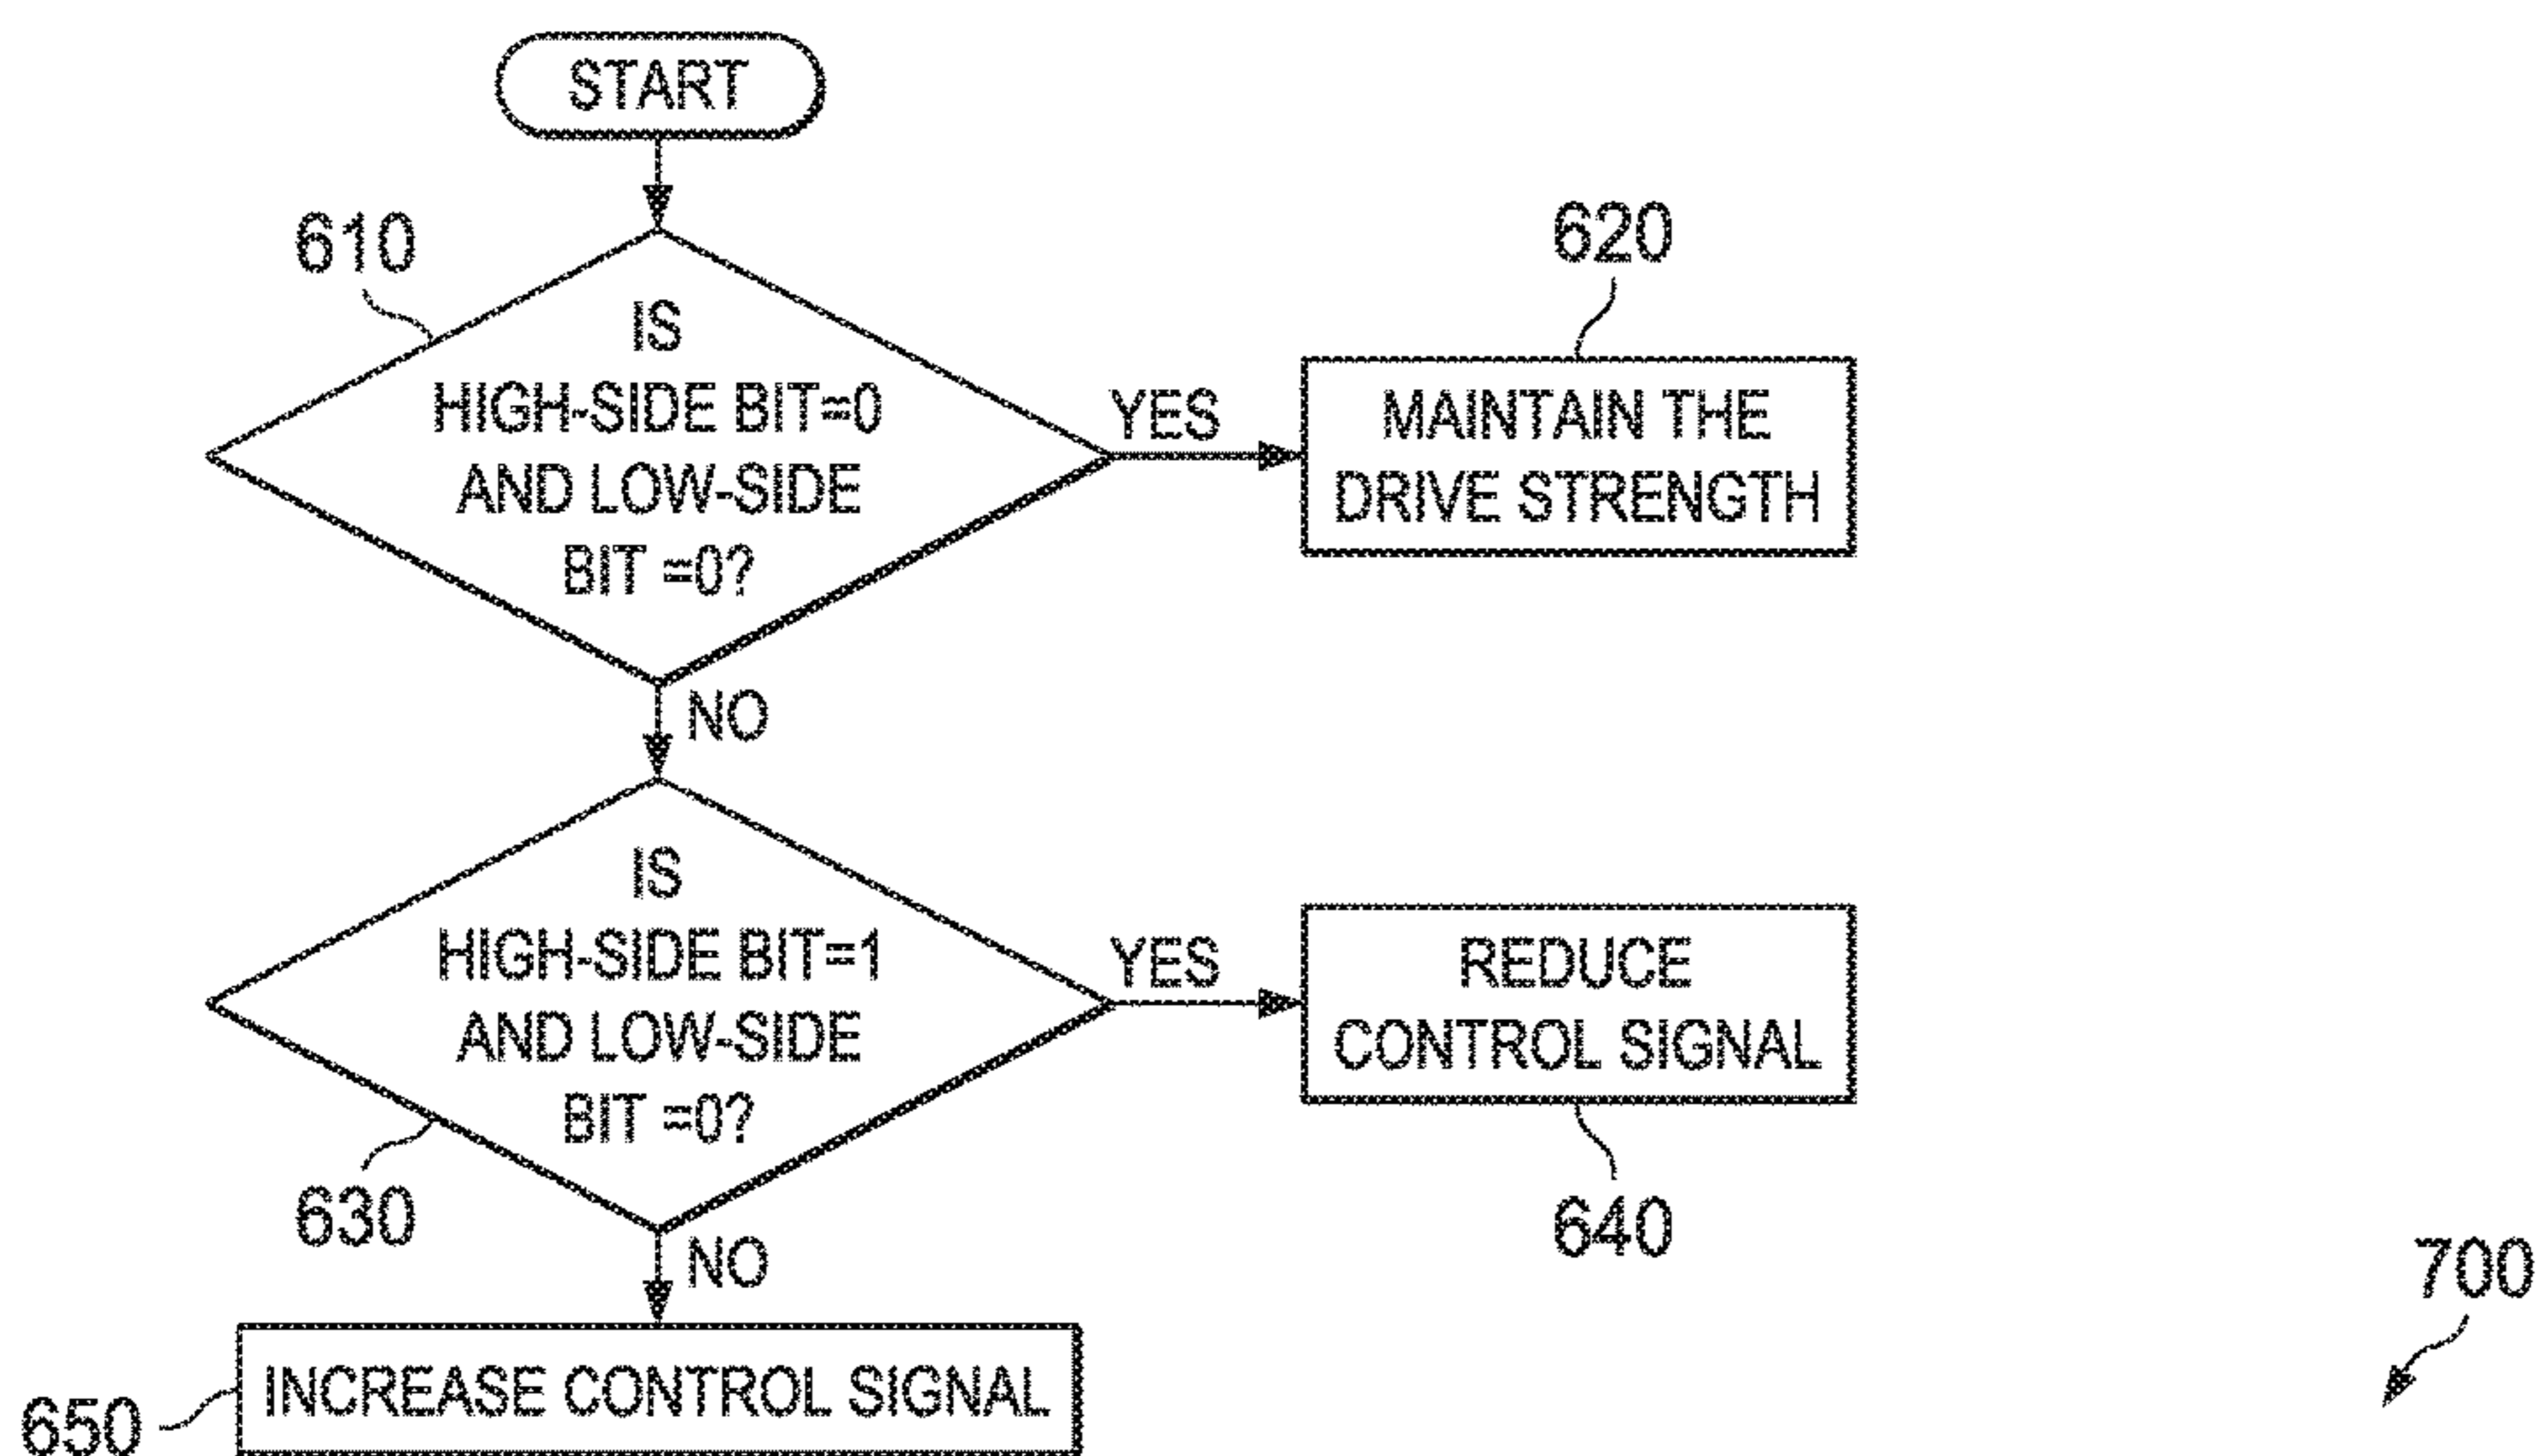 START
610
IS
HIGH-SIDE BIT=0
AND LOW-SIDE
BIT =0?
YES
620
MAINTAIN THE
DRIVE STRENGTH
NO
IS
HIGH-SIDE BIT=1
AND LOW-SIDE
BIT =0?
630
YES
REDUCE
CONTROL SIGNAL
640
NO
INCREASE CONTROL SIGNAL
650
700